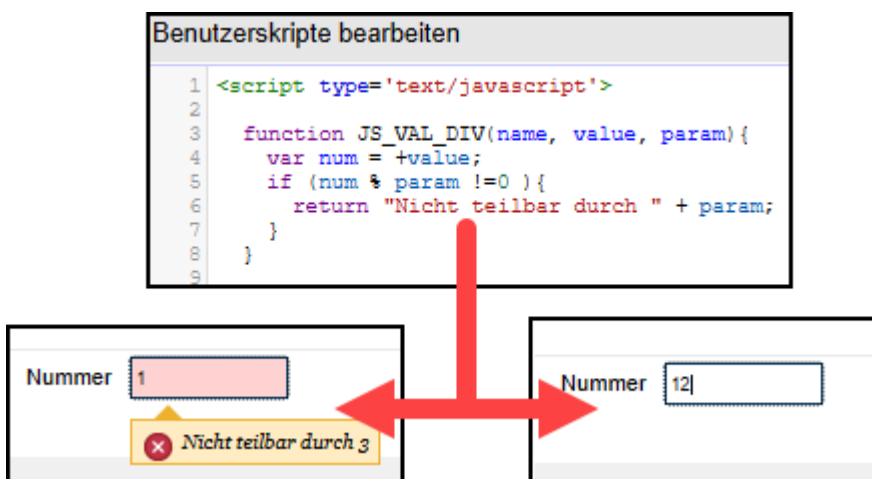 Benutzerskripte bearbeiten
1 <script type='text/javascript'>
2
3 function JS_VAL_DIV(name, value, param){
4 var num = +value;
5 if (num % param !=0 ){
6 return "Nicht teilbar durch " + param;
7 }
8 }
9
Nummer 1
Nicht teilbar durch 3
Nummer 12